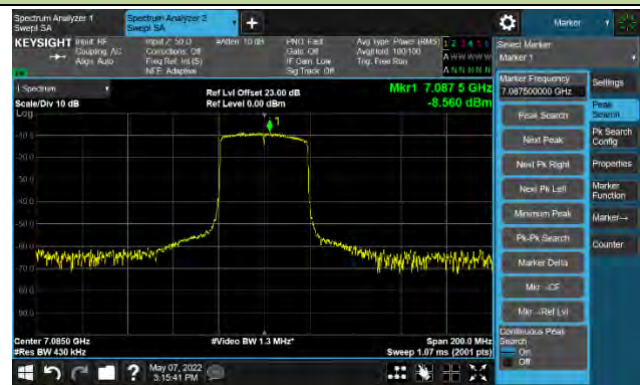 Spectrum Analyzer 1
Swept SA
Spectrum Analyzer 2
Swept SA
+
Marker
KEYSIGHT
Input: RF
Coupling: AC
Align: Auto
Input Z: 50 Ω
Corrections: Off
Freq Ref: Int (S)
NFE: Adaptive
#Atten: 10 dB
PNO: Fast
Gate: Off
IF Gain: Low
Sig Track: Off
Avg Type: Power (RMS)
Avg|Hold: 100/100
Trig: Free Run
1 2 3 4 5 6
A W W W W W
A N N N N N
Select Marker
Marker 1
1 Spectrum
Scale/Div 10 dB
Log
Ref Lvl Offset 23.00 dB
Ref Level 0.00 dBm
Mkr1 7.087 5 GHz
-8.560 dBm
1
-10.0
-30.0
-50.0
-60.0
-70.0
Center 7.0850 GHz
#Res BW 430 kHz
#Video BW 1.3 MHz*
Span 200.0 MHz
Sweep 1.07 ms (2001 pts)
Marker Frequency
7.087500000 GHz
Peak Search
Next Peak
Next Pk Right
Next Pk Left
Minimum Peak
Pk-Pk Search
Marker Delta
Mkr→CF
Mkr→Ref Lvl
Continuous Peak
Search
On
Off
Settings
Peak
Search
Pk Search
Config
Properties
Marker
Function
Marker→
Counter
May 07, 2022
3:15:41 PM